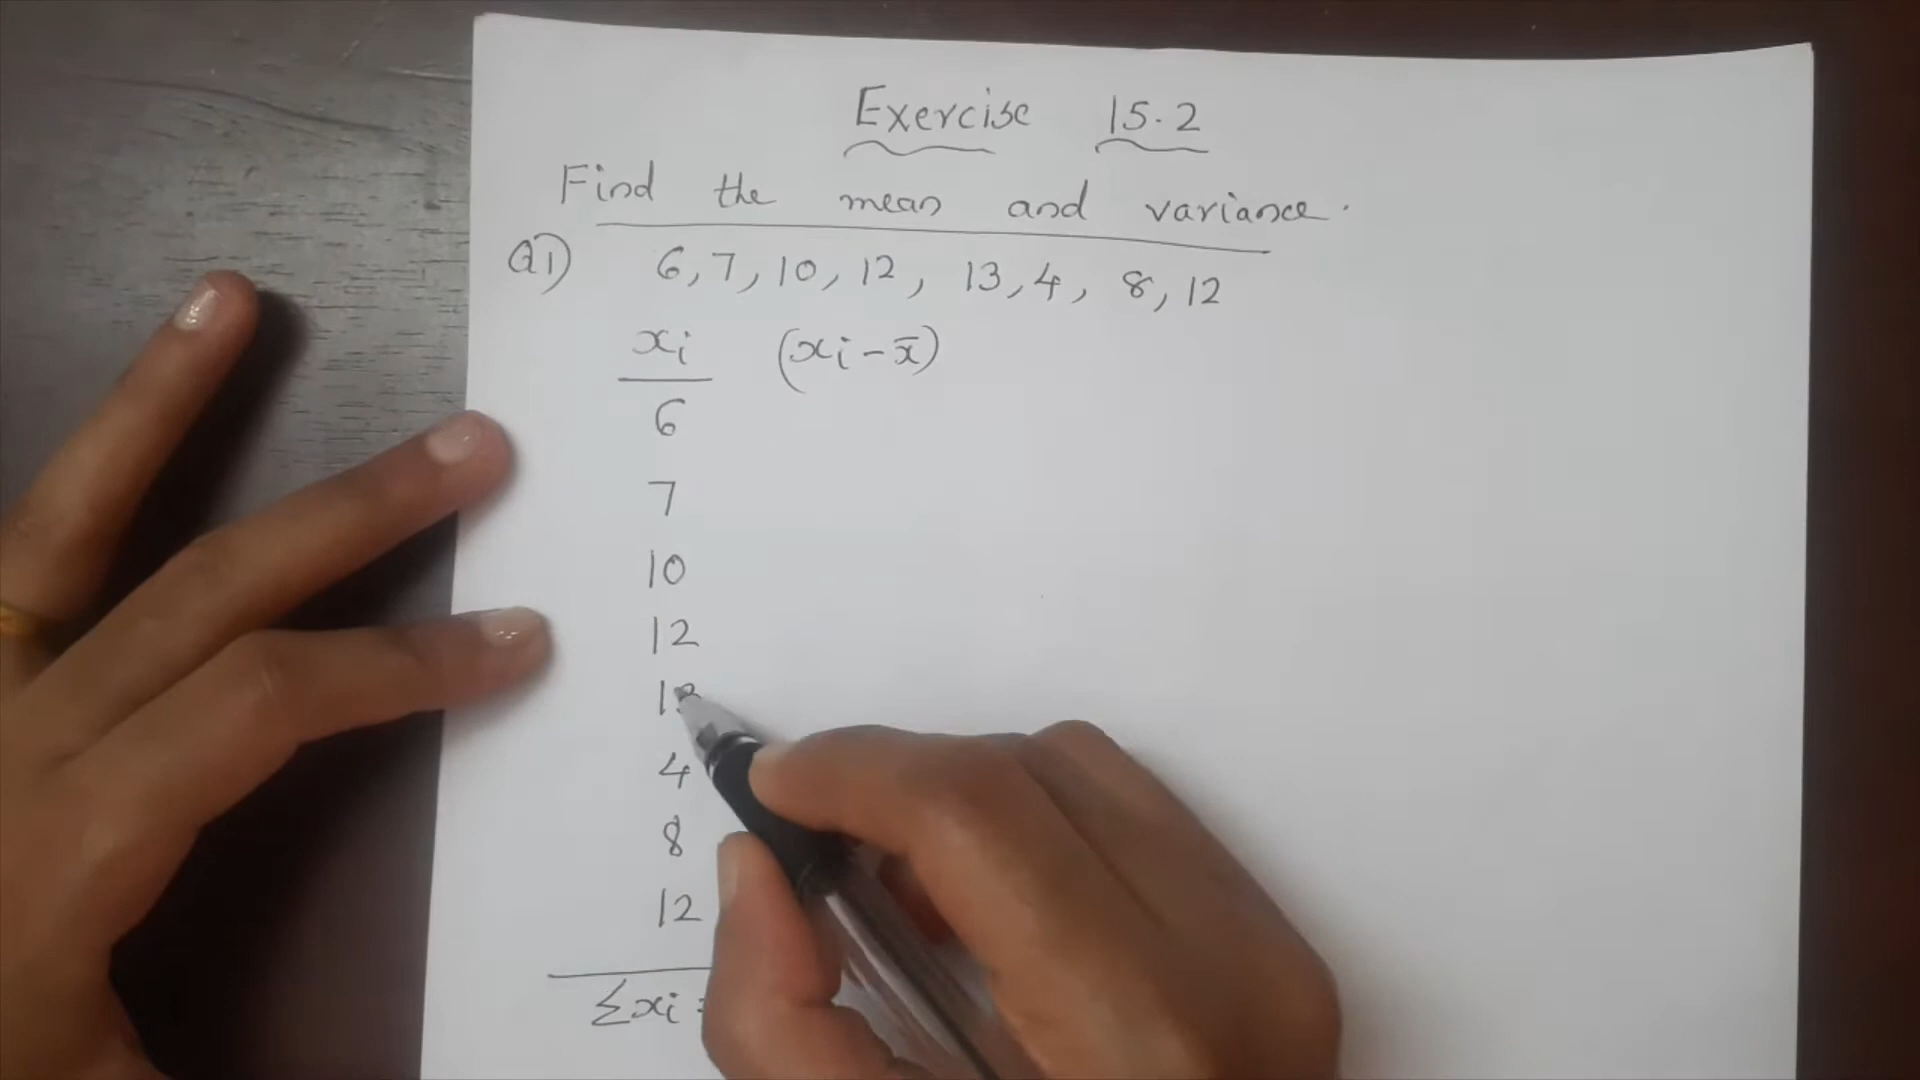 Exercise 15.2
Find the mean and variance.
Q1) 6, 7, 10, 12, 13, 4, 8, 12
xi (xi - x̄)
6
7
10
12
13
4
8
12
Σxi =